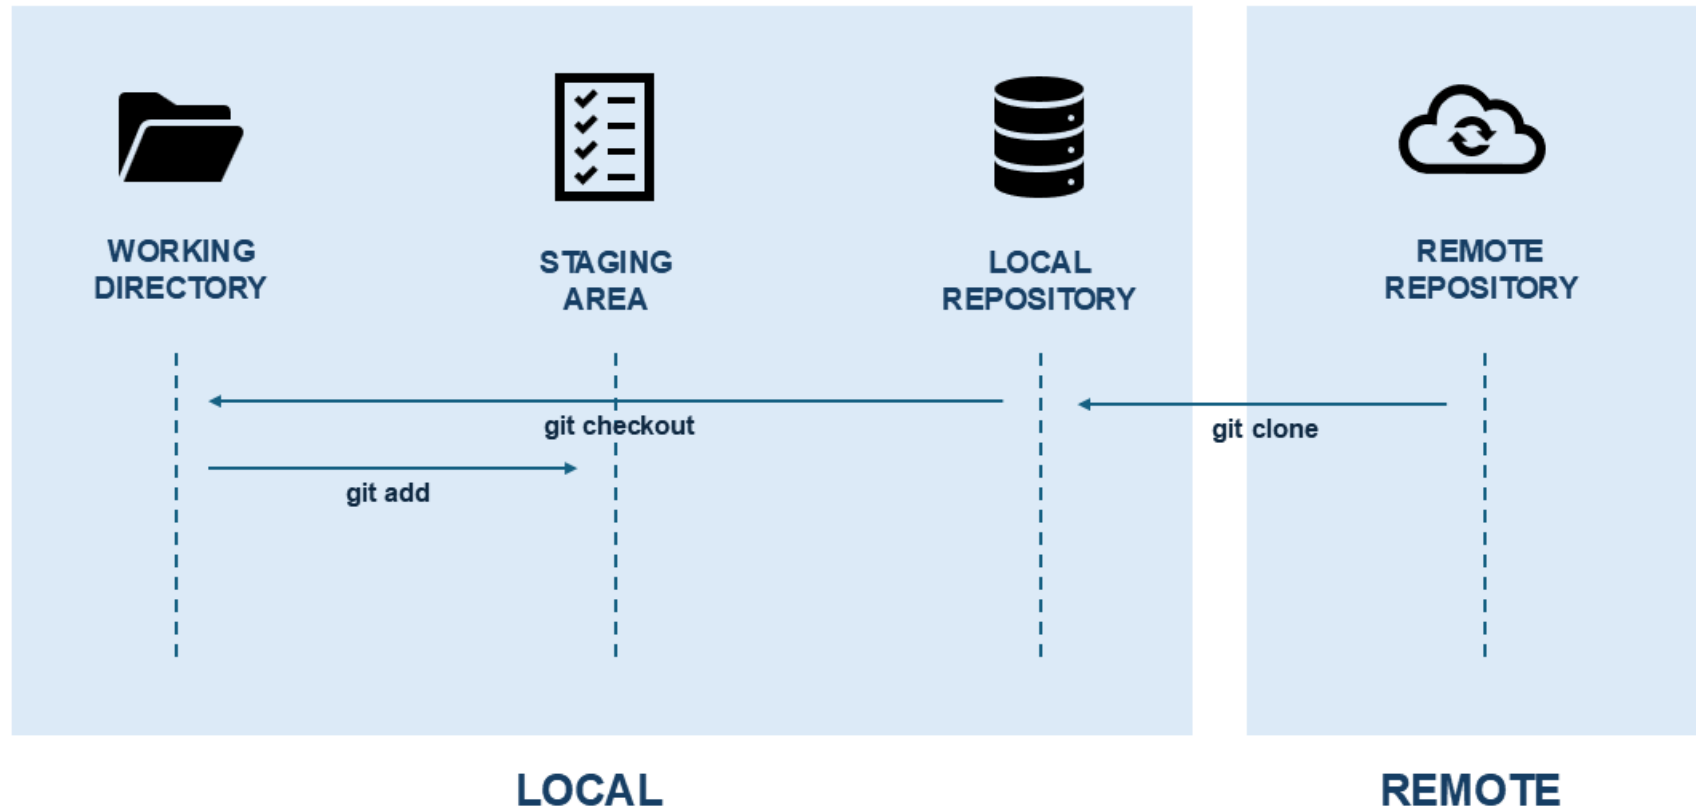 WORKING
DIRECTORY
STAGING
AREA
LOCAL
REPOSITORY
REMOTE
REPOSITORY
git checkout
git clone
git add
LOCAL
REMOTE